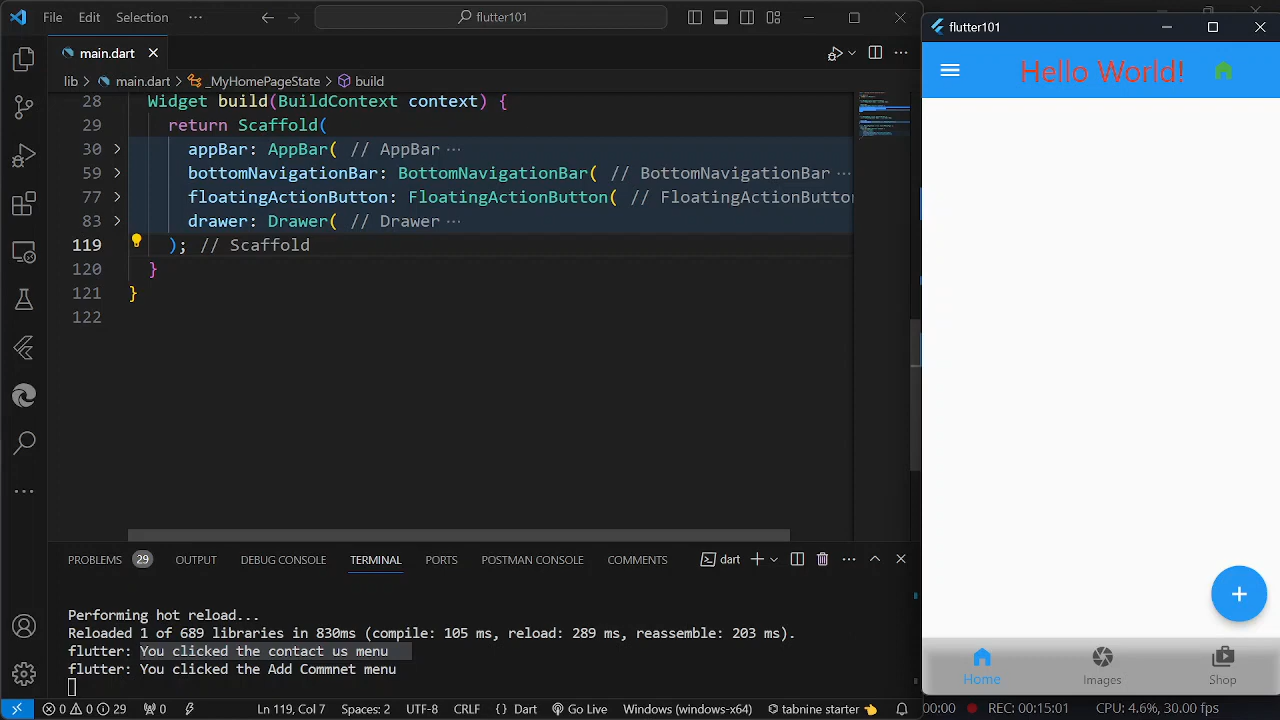 File Edit Selection ··· flutter101
main.dart
lib > main.dart > _MyHomePageState > build
28 Widget build(BuildContext context) {
29 return Scaffold(
30 appBar: AppBar( // AppBar ···
59 bottomNavigationBar: BottomNavigationBar( // BottomNavigationBar ···
77 floatingActionButton: FloatingActionButton( // FloatingActionButton
83 drawer: Drawer( // Drawer ···
119 ); // Scaffold
120 }
121 }
122
PROBLEMS 29 OUTPUT DEBUG CONSOLE TERMINAL PORTS POSTMAN CONSOLE COMMENTS dart
Performing hot reload...
Reloaded 1 of 689 libraries in 830ms (compile: 105 ms, reload: 289 ms, reassemble: 203 ms).
flutter: You clicked the contact us menu
flutter: You clicked the Add Commnet menu
0 0 29 0 Ln 119, Col 7 Spaces: 2 UTF-8 CRLF {} Dart Go Live Windows (windows-x64) tabnine starter
flutter101
Hello World!
+
Home Images Shop
00:00 REC: 00:15:01 CPU: 4.6%, 30.00 fps